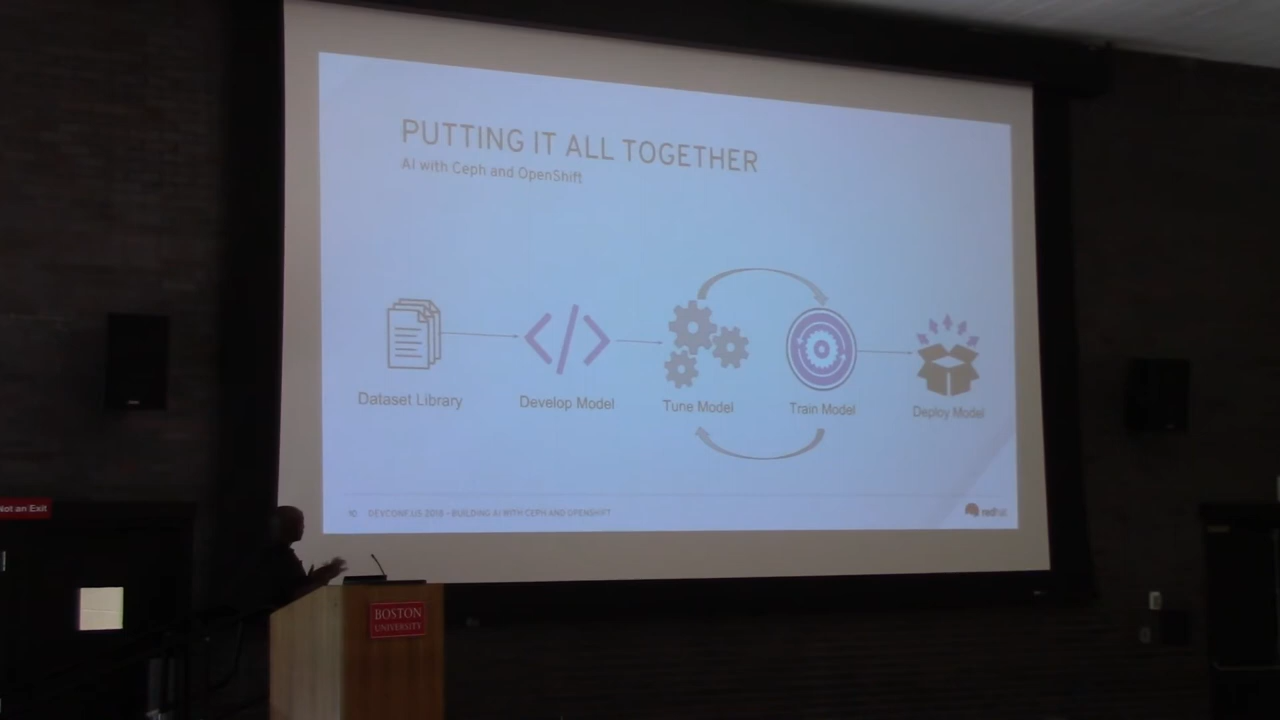 PUTTING IT ALL TOGETHER
AI with Ceph and OpenShift
Dataset Library
Develop Model
Tune Model
Train Model
Deploy Model
DEVCONF.US 2018 - BUILDING AI WITH CEPH AND OPENSHIFT
redhat
Not an Exit
BOSTON
UNIVERSITY